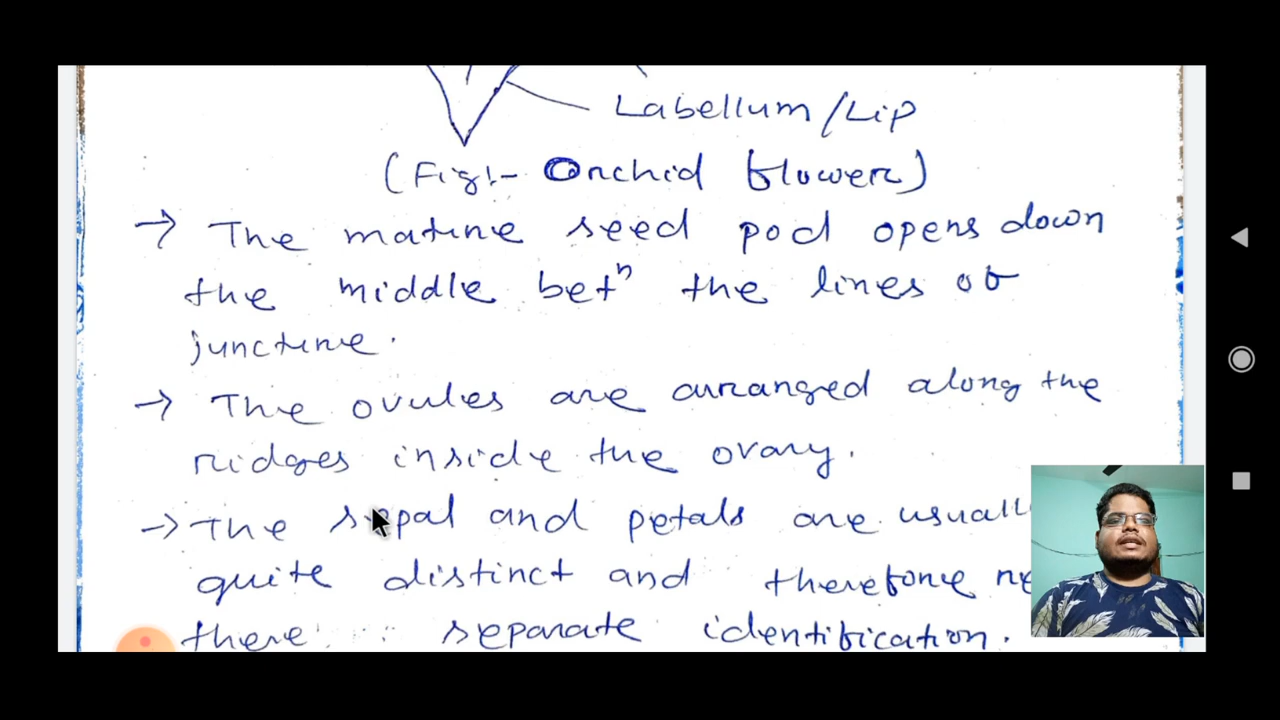 Labellum/Lip
(Fig:- Orchid flower)
→ The mature seed pod opens down
the middle betⁿ the lines of
juncture.
→ The ovules are arranged along the
ridges inside the ovary.
→ The sepal and petals are usuall
quite distinct and therefore ne
there separate identification.